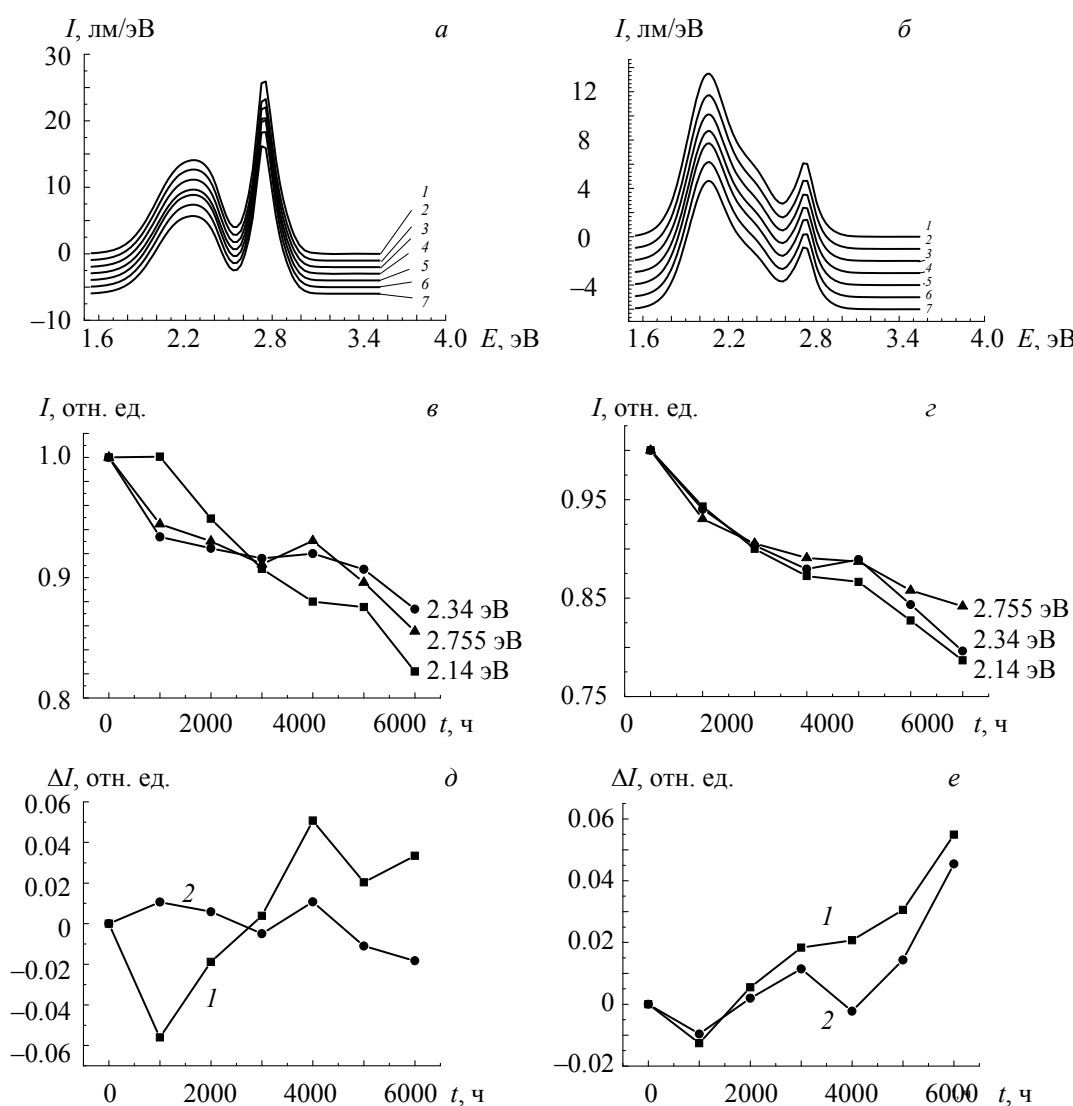 I, лм/эВ
а
30
20
10
0
–10
1
2
3
4
5
6
7
1.6 2.2 2.8 3.4 4.0 E, эВ
I, лм/эВ
б
12
8
4
0
–4
1
2
3
4
5
6
7
1.6 2.2 2.8 3.4 4.0 E, эВ
I, отн. ед.
в
1.0
0.9
0.8
2.34 эВ
2.755 эВ
2.14 эВ
0 2000 4000 6000 t, ч
I, отн. ед.
г
0.95
0.85
0.75
2.755 эВ
2.34 эВ
2.14 эВ
0 2000 4000 6000 t, ч
ΔI, отн. ед.
д
0.06
0.04
0.02
0
–0.02
–0.04
–0.06
2
1
0 2000 4000 6000 t, ч
ΔI, отн. ед.
е
0.06
0.04
0.02
0
–0.02
1
2
0 2000 4000 6000 t, ч